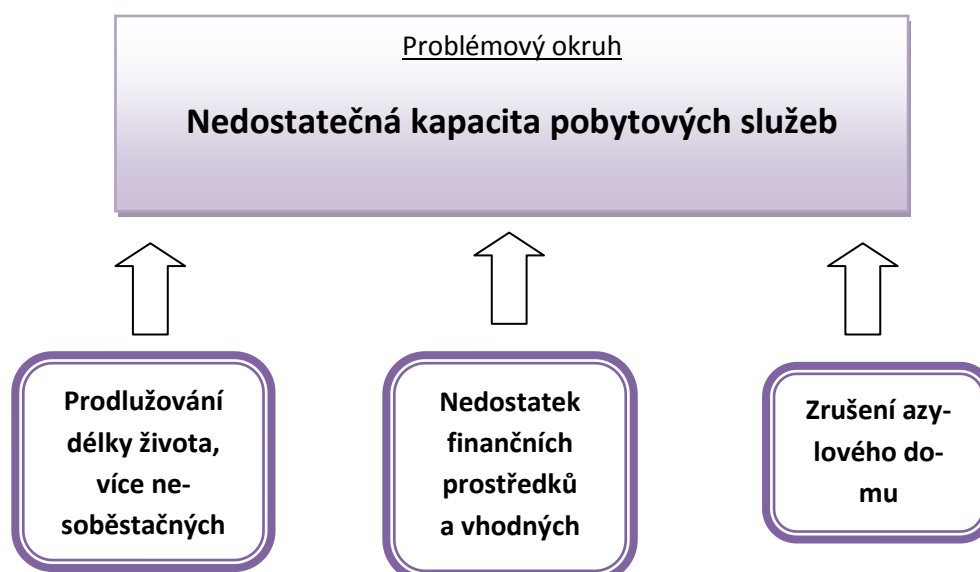 Problémový okruh
Nedostatečná kapacita pobytových služeb
Prodlužování
délky života,
více ne-
soběstačných
Nedostatek
finančních
prostředků
a vhodných
Zrušení azy-
lového do-
mu